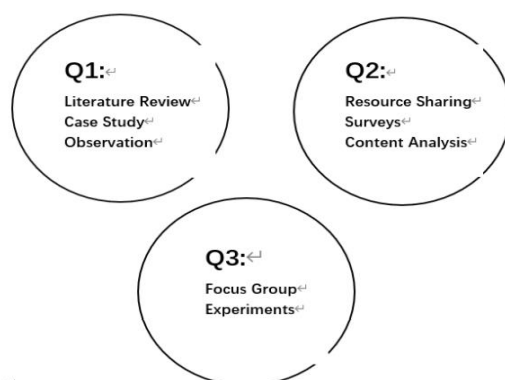 Q1:
Literature Review
Case Study
Observation
Q2:
Resource Sharing
Surveys
Content Analysis
Q3:
Focus Group
Experiments